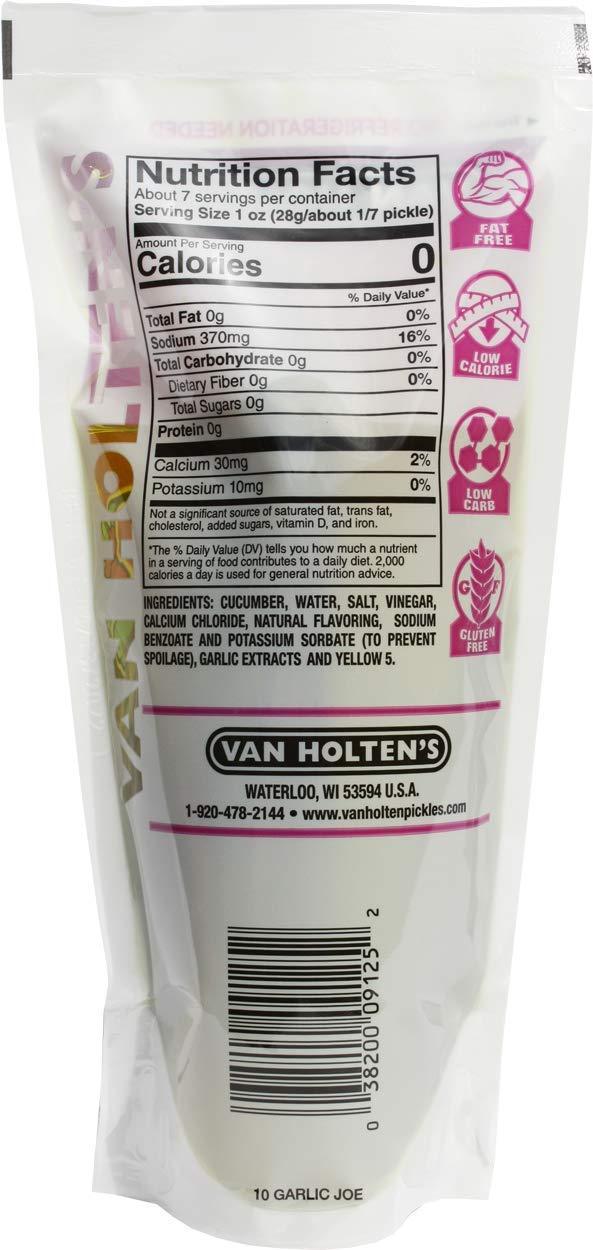 NO REFRIGERATION NEEDED
VAN HOLTEN'S
Nutrition Facts
About 7 servings per container
Serving Size 1 oz (28g/about 1/7 pickle)
Amount Per Serving
Calories 0
% Daily Value*
Total Fat 0g 0%
Sodium 370mg 16%
Total Carbohydrate 0g 0%
Dietary Fiber 0g 0%
Total Sugars 0g
Protein 0g
Calcium 30mg 2%
Potassium 10mg 0%
Not a significant source of saturated fat, trans fat,
cholesterol, added sugars, vitamin D, and iron.
*The % Daily Value (DV) tells you how much a nutrient
in a serving of food contributes to a daily diet. 2,000
calories a day is used for general nutrition advice.
FAT
FREE
LOW
CALORIE
LOW
CARB
G F
GLUTEN
FREE
INGREDIENTS: CUCUMBER, WATER, SALT, VINEGAR,
CALCIUM CHLORIDE, NATURAL FLAVORING, SODIUM
BENZOATE AND POTASSIUM SORBATE (TO PREVENT
SPOILAGE), GARLIC EXTRACTS AND YELLOW 5.
VAN HOLTEN'S
WATERLOO, WI 53594 U.S.A.
1-920-478-2144 • www.vanholtenpickles.com
0 38200 09125 2
10 GARLIC JOE